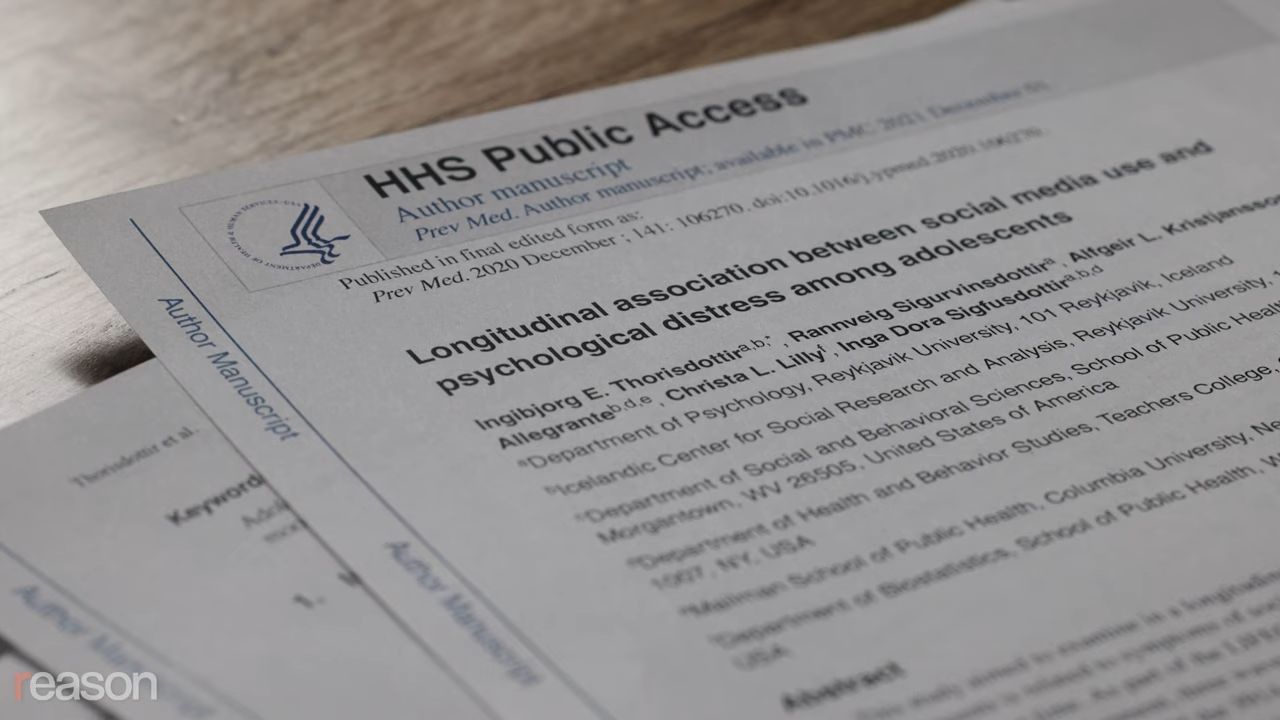 HHS Public Access
Author manuscript
Prev Med. Author manuscript; available in PMC 2021 December 01.
Published in final edited form as:
Prev Med. 2020 December ; 141: 106270. doi:10.1016/j.ypmed.2020.106270.
Longitudinal association between social media use and
psychological distress among adolescents
Ingibjorg E. Thorisdottir a,b,* , Rannveig Sigurvinsdottir a , Alfgeir L. Kristjansson
Allegrante b,d,e , Christa L. Lilly f , Inga Dora Sigfusdottir a,b,d
a Department of Psychology, Reykjavik University, 101 Reykjavik, Iceland
b Icelandic Center for Social Research and Analysis, Reykjavik University,
c Department of Social and Behavioral Sciences, School of Public Health
Morgantown, WV 26505, United States of America
d Department of Health and Behavior Studies, Teachers College,
NY, USA
e Mailman School of Public Health, Columbia University,
f Department of Biostatistics, School of Public Health,
USA
Abstract
Author Manuscript
Author Manuscript
Thorisdottir et al.
Keyword
Author
reason